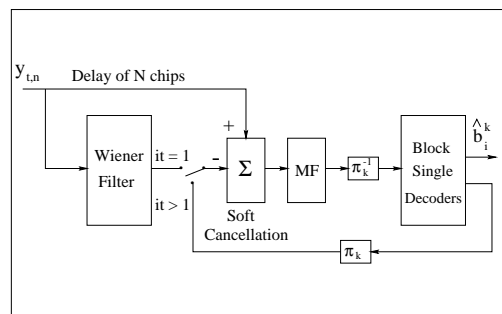 y_{t,n}
Delay of N chips
Wiener
Filter
it = 1
it > 1
+
-
Σ
Soft
Cancellation
MF
π_k^{-1}
Block
Single
Decoders
\hat{b}_i^k
π_k